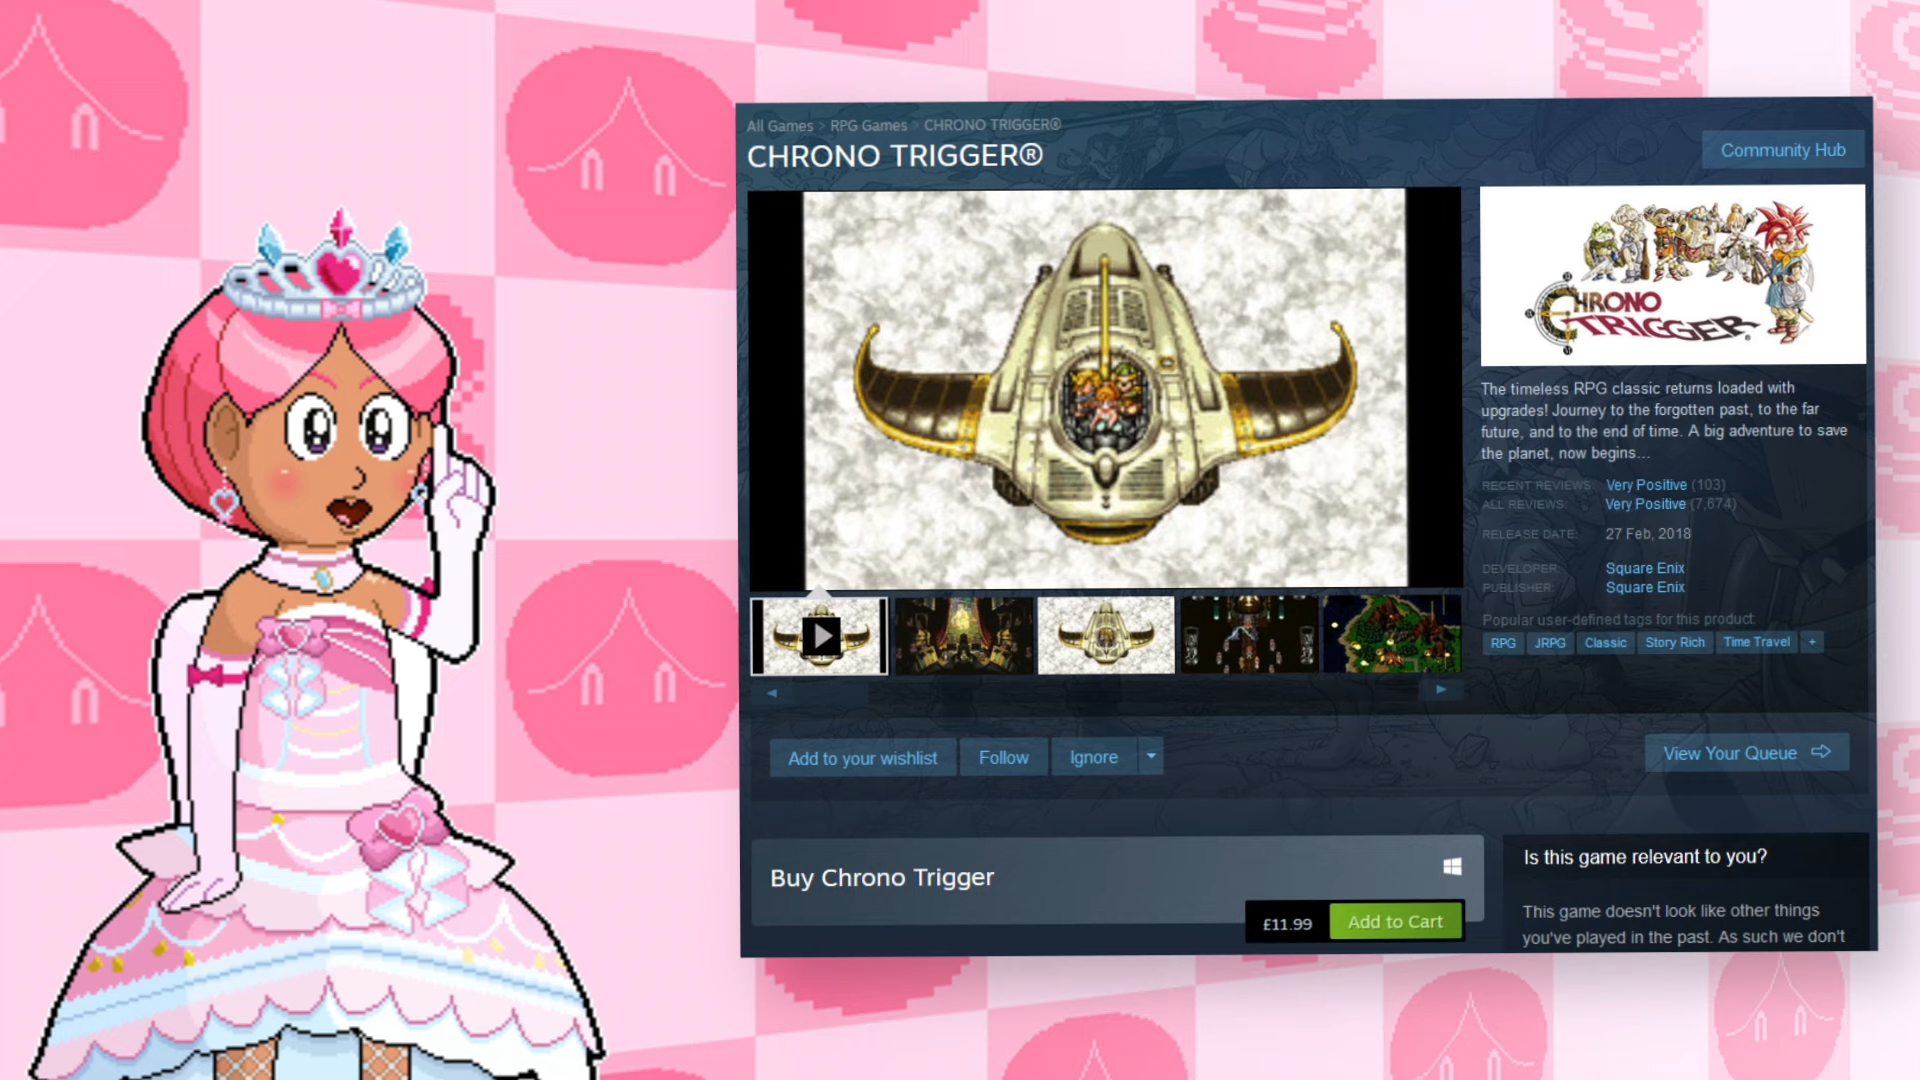 All Games > RPG Games > CHRONO TRIGGER®
CHRONO TRIGGER®
Community Hub
CHRONO
TRIGGER
The timeless RPG classic returns loaded with
upgrades! Journey to the forgotten past, to the far
future, and to the end of time. A big adventure to save
the planet, now begins...
RECENT REVIEWS: Very Positive (103)
ALL REVIEWS: Very Positive (7,674)
RELEASE DATE: 27 Feb, 2018
DEVELOPER: Square Enix
PUBLISHER: Square Enix
Popular user-defined tags for this product:
RPG JRPG Classic Story Rich Time Travel +
Add to your wishlist Follow Ignore View Your Queue
Buy Chrono Trigger
£11.99 Add to Cart
Is this game relevant to you?
This game doesn't look like other things
you've played in the past. As such we don't